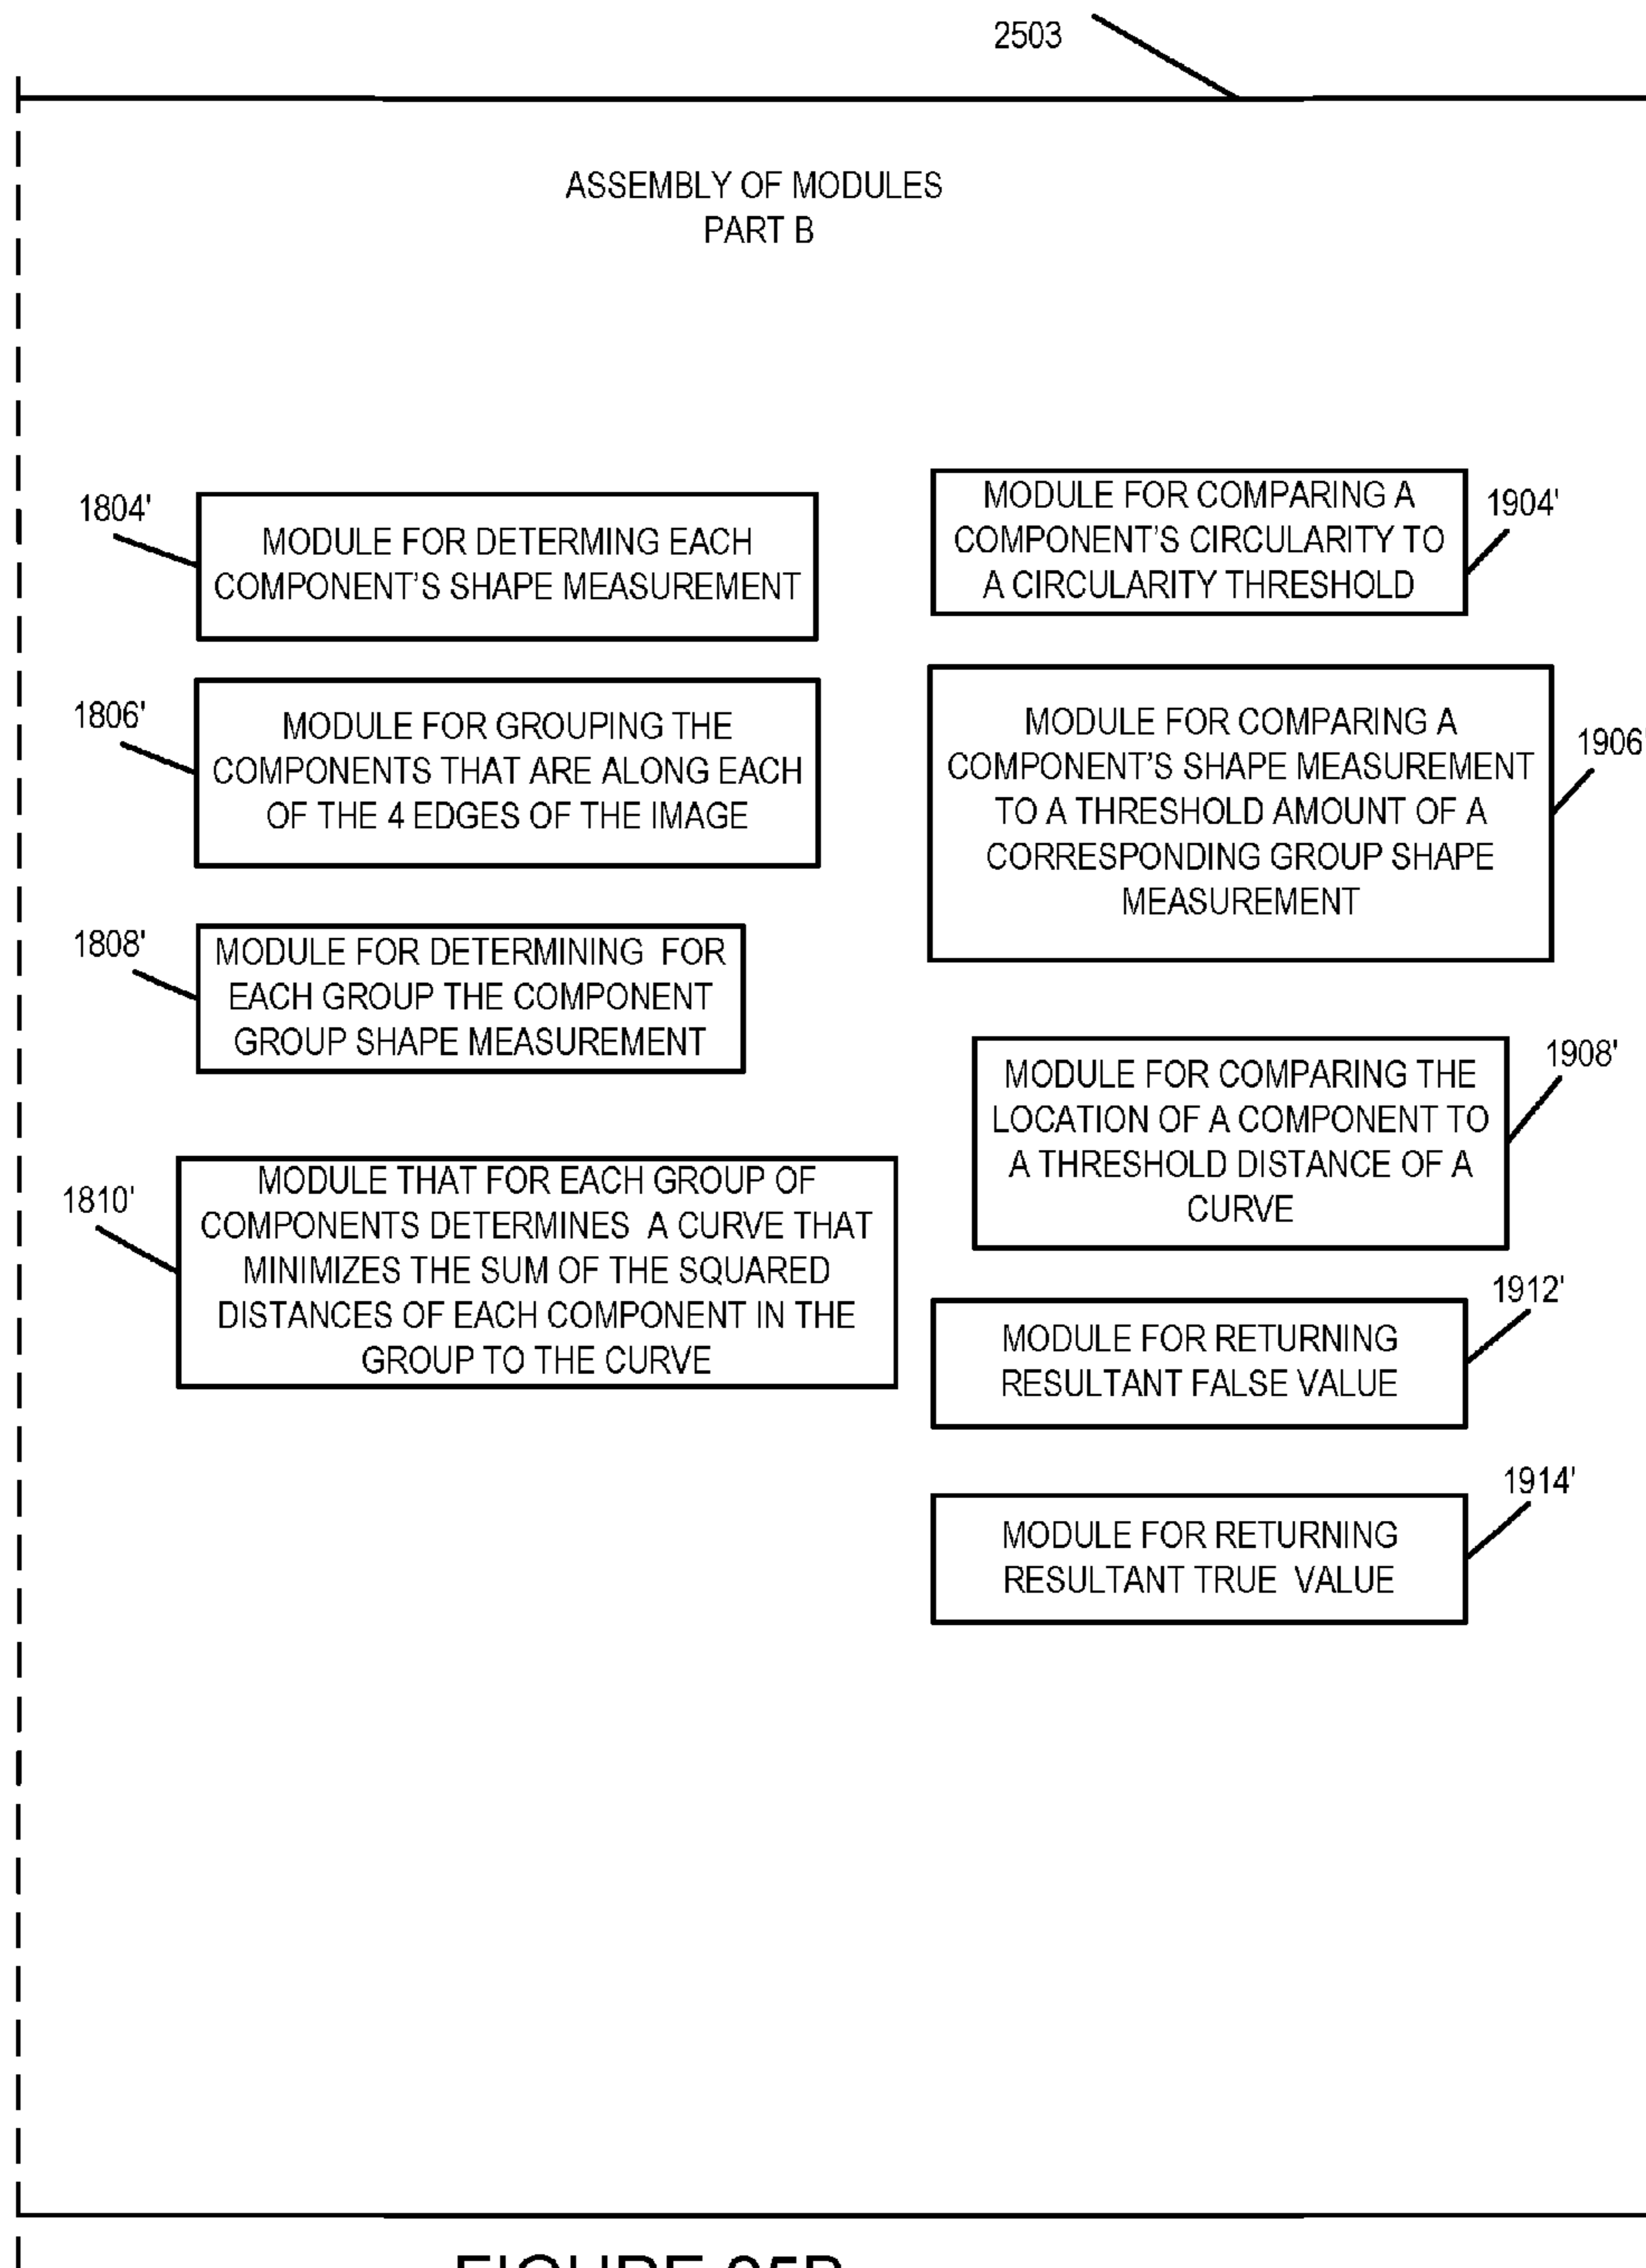 2503
ASSEMBLY OF MODULES
PART B
1804'
MODULE FOR DETERMING EACH
COMPONENT'S SHAPE MEASUREMENT
1806'
MODULE FOR GROUPING THE
COMPONENTS THAT ARE ALONG EACH
OF THE 4 EDGES OF THE IMAGE
1808'
MODULE FOR DETERMINING FOR
EACH GROUP THE COMPONENT
GROUP SHAPE MEASUREMENT
1810'
MODULE THAT FOR EACH GROUP OF
COMPONENTS DETERMINES A CURVE THAT
MINIMIZES THE SUM OF THE SQUARED
DISTANCES OF EACH COMPONENT IN THE
GROUP TO THE CURVE
MODULE FOR COMPARING A
COMPONENT'S CIRCULARITY TO
A CIRCULARITY THRESHOLD
1904'
MODULE FOR COMPARING A
COMPONENT'S SHAPE MEASUREMENT
TO A THRESHOLD AMOUNT OF A
CORRESPONDING GROUP SHAPE
MEASUREMENT
1906'
MODULE FOR COMPARING THE
LOCATION OF A COMPONENT TO
A THRESHOLD DISTANCE OF A
CURVE
1908'
MODULE FOR RETURNING
RESULTANT FALSE VALUE
1912'
MODULE FOR RETURNING
RESULTANT TRUE VALUE
1914'
FIGURE 25B